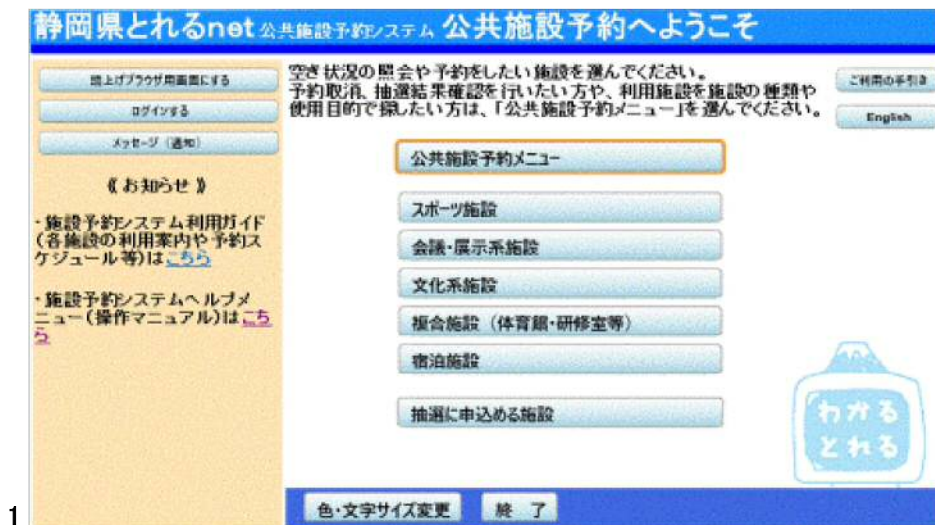 静岡県とれるnet 公共施設予約システム 公共施設予約へようこそ
読上げブラウザ用画面にする
ログインする
メッセージ（通知）
《お知らせ》
・施設予約システム利用ガイド
（各施設の利用案内や予約ス
ケジュール等）はこちら
・施設予約システムヘルプメ
ニュー（操作マニュアル）はこち
ら
空き状況の照会や予約をしたい施設を選んでください。
予約取消、抽選結果確認を行いたい方や、利用施設を施設の種類や
使用目的で探したい方は、「公共施設予約メニュー」を選んでください。
ご利用の手引き
English
公共施設予約メニュー
スポーツ施設
会議・展示系施設
文化系施設
複合施設（体育館・研修室等）
宿泊施設
抽選に申込める施設
わかる
とれる
色・文字サイズ変更
終 了
1